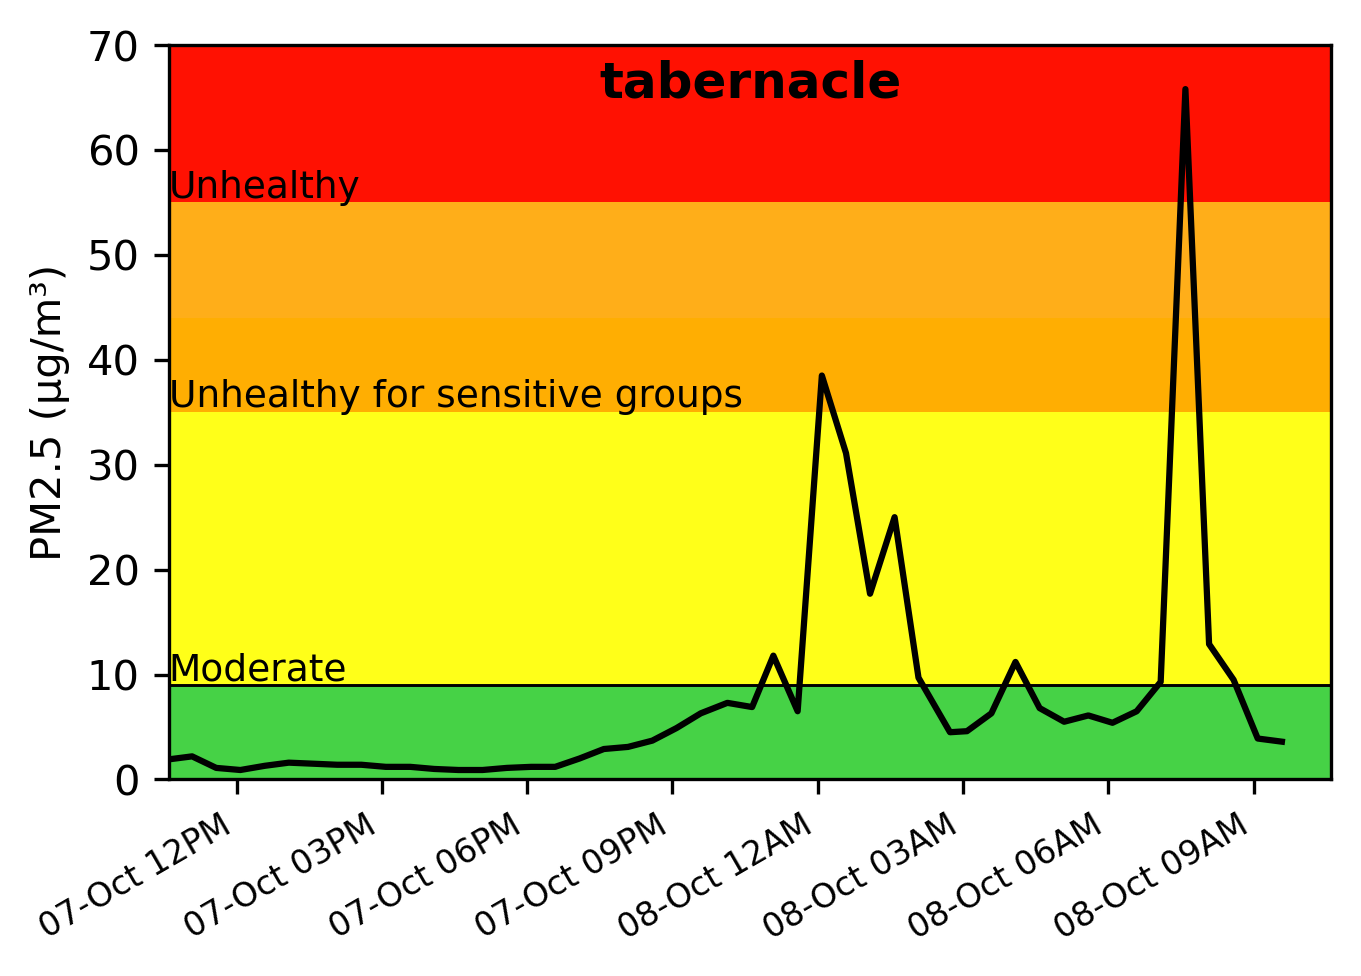 tabernacle
PM2.5 (µg/m³)
70
60
50
40
30
20
10
0
Unhealthy
Unhealthy for sensitive groups
Moderate
07-Oct 12PM
07-Oct 03PM
07-Oct 06PM
07-Oct 09PM
08-Oct 12AM
08-Oct 03AM
08-Oct 06AM
08-Oct 09AM